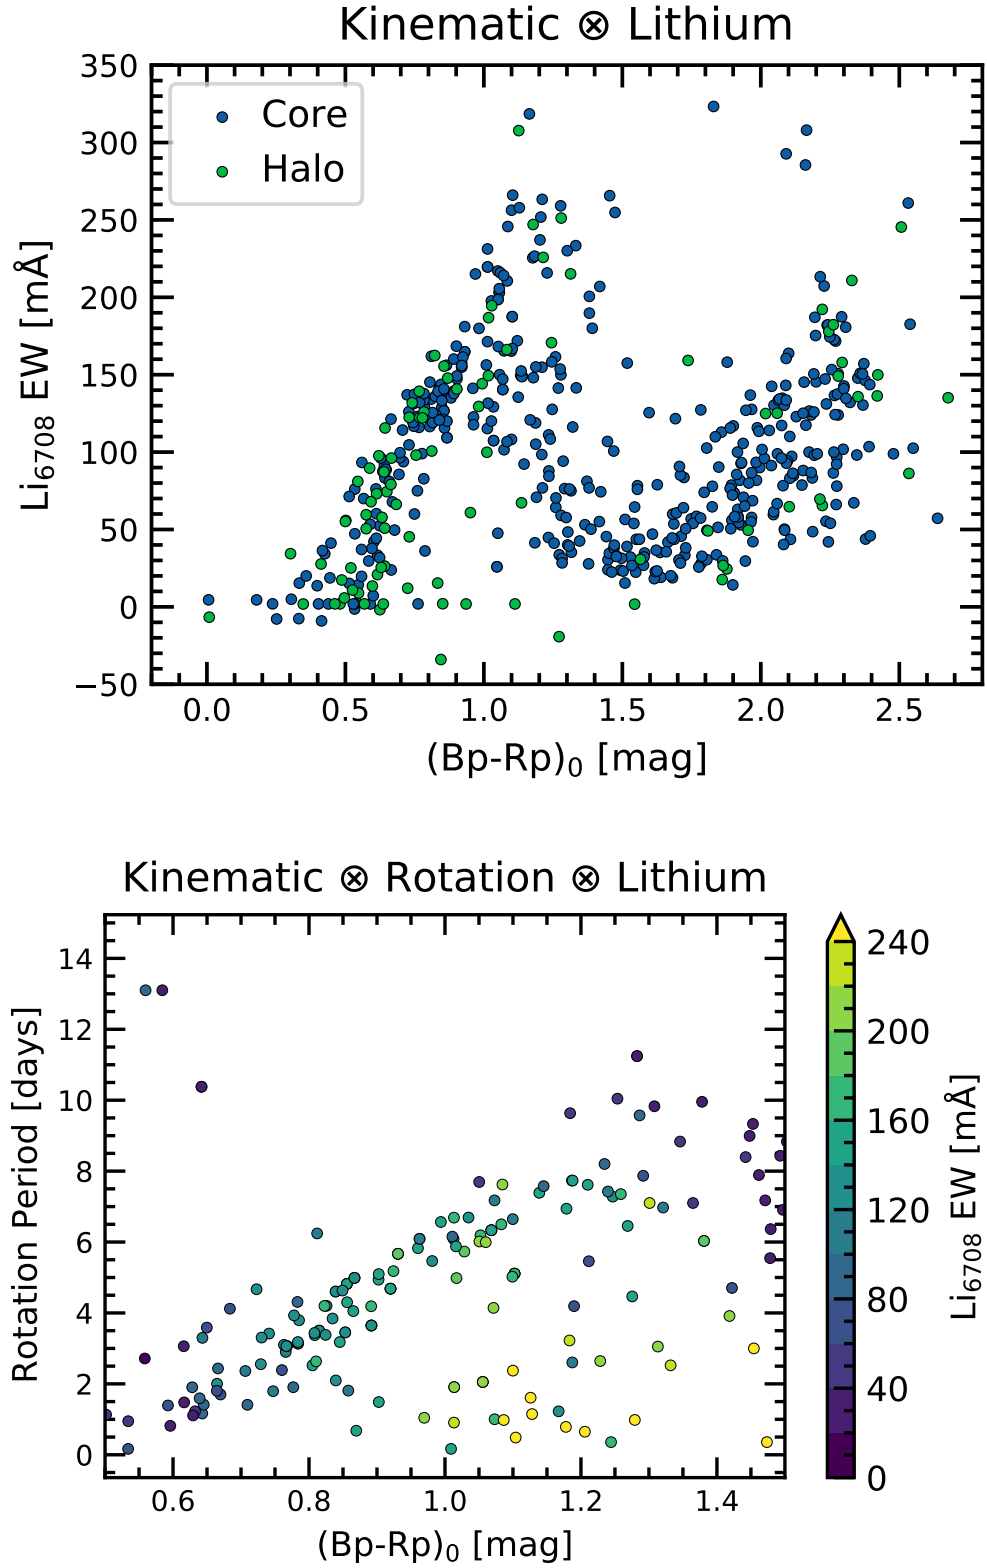 Kinematic ⊗ Lithium
350
300
250
200
150
100
50
0
−50
Li6708 EW [mÅ]
Core
Halo
0.0 0.5 1.0 1.5 2.0 2.5
(Bp-Rp)0 [mag]
Kinematic ⊗ Rotation ⊗ Lithium
14
12
10
8
6
4
2
0
Rotation Period [days]
0.6 0.8 1.0 1.2 1.4
(Bp-Rp)0 [mag]
240
200
160
120
80
40
0
Li6708 EW [mÅ]